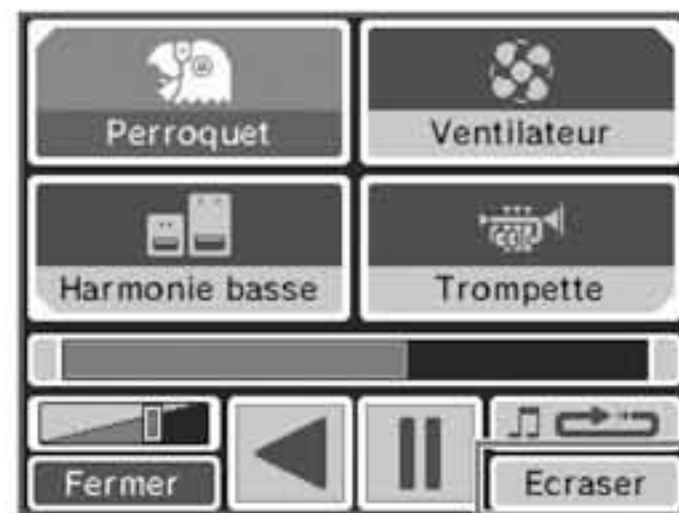 Perroquet
Ventilateur
Harmonie basse
Trompette
Fermer
Ecraser